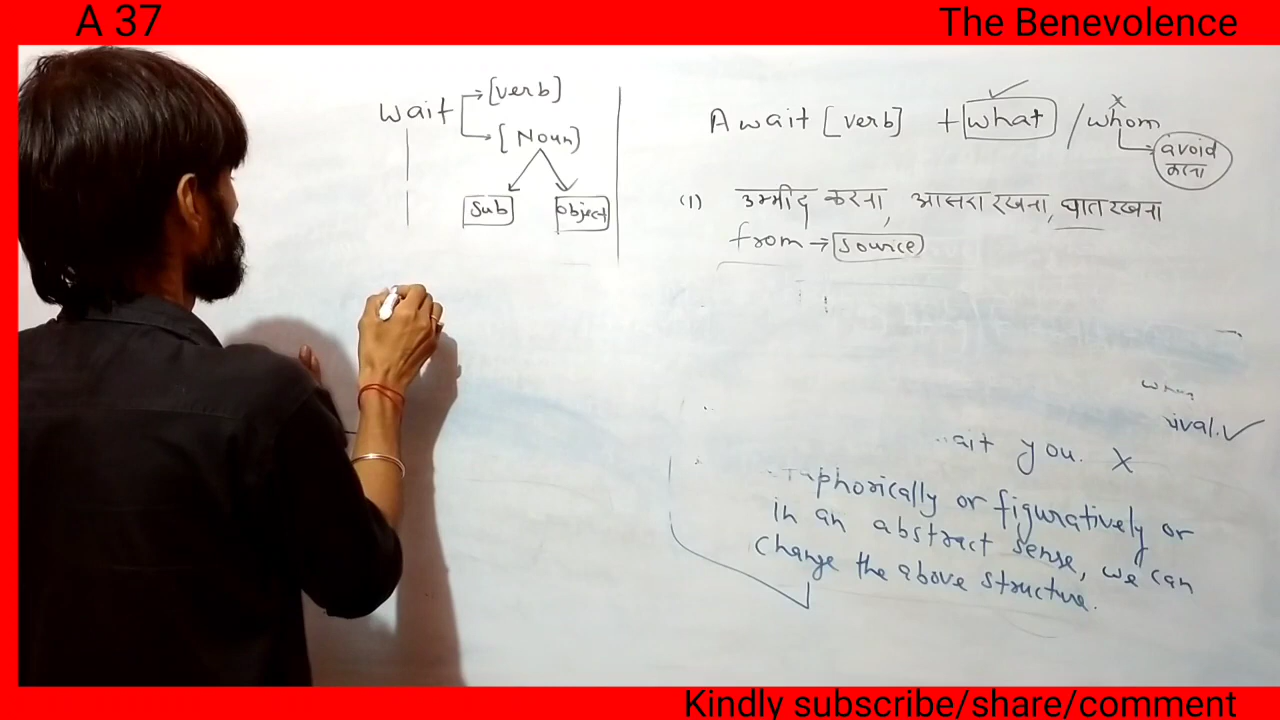 A 37
The Benevolence
wait [verb]
[Noun]
sub object
Await [verb] + what / whom
x
avoid
करना
(1) उम्मीद करना, आसरा रखना, घात रखना
from → source
ival. ✓
ait you. X
taphorically or figuratively or
in an abstract sense, we can
change the above structure.
Kindly subscribe/share/comment